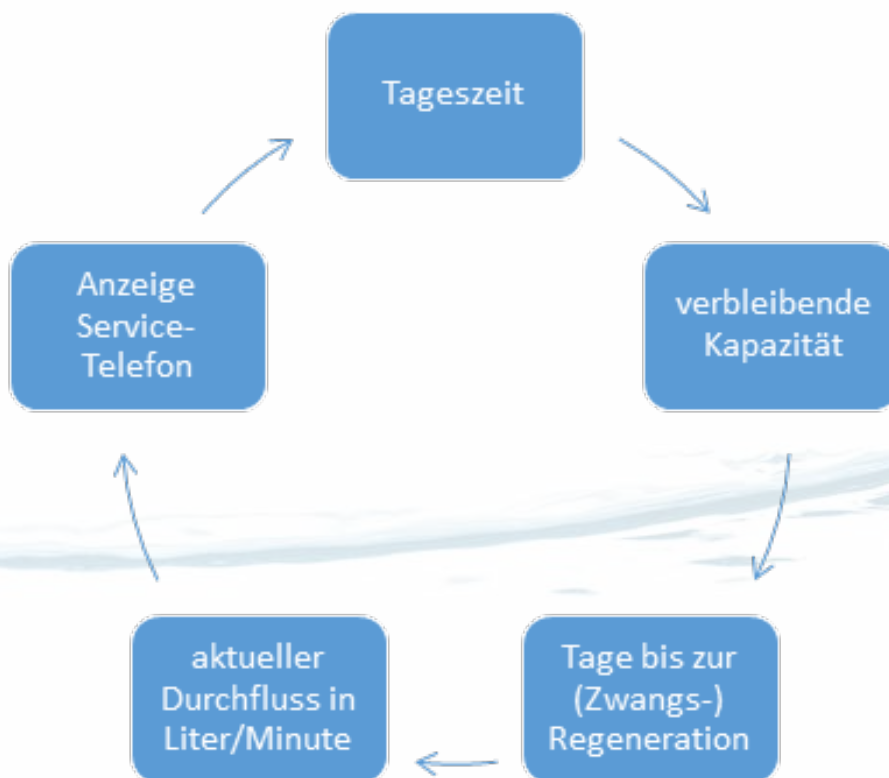 Tageszeit
verbleibende
Kapazität
Tage bis zur
(Zwangs-)
Regeneration
aktueller
Durchfluss in
Liter/Minute
Anzeige
Service-
Telefon